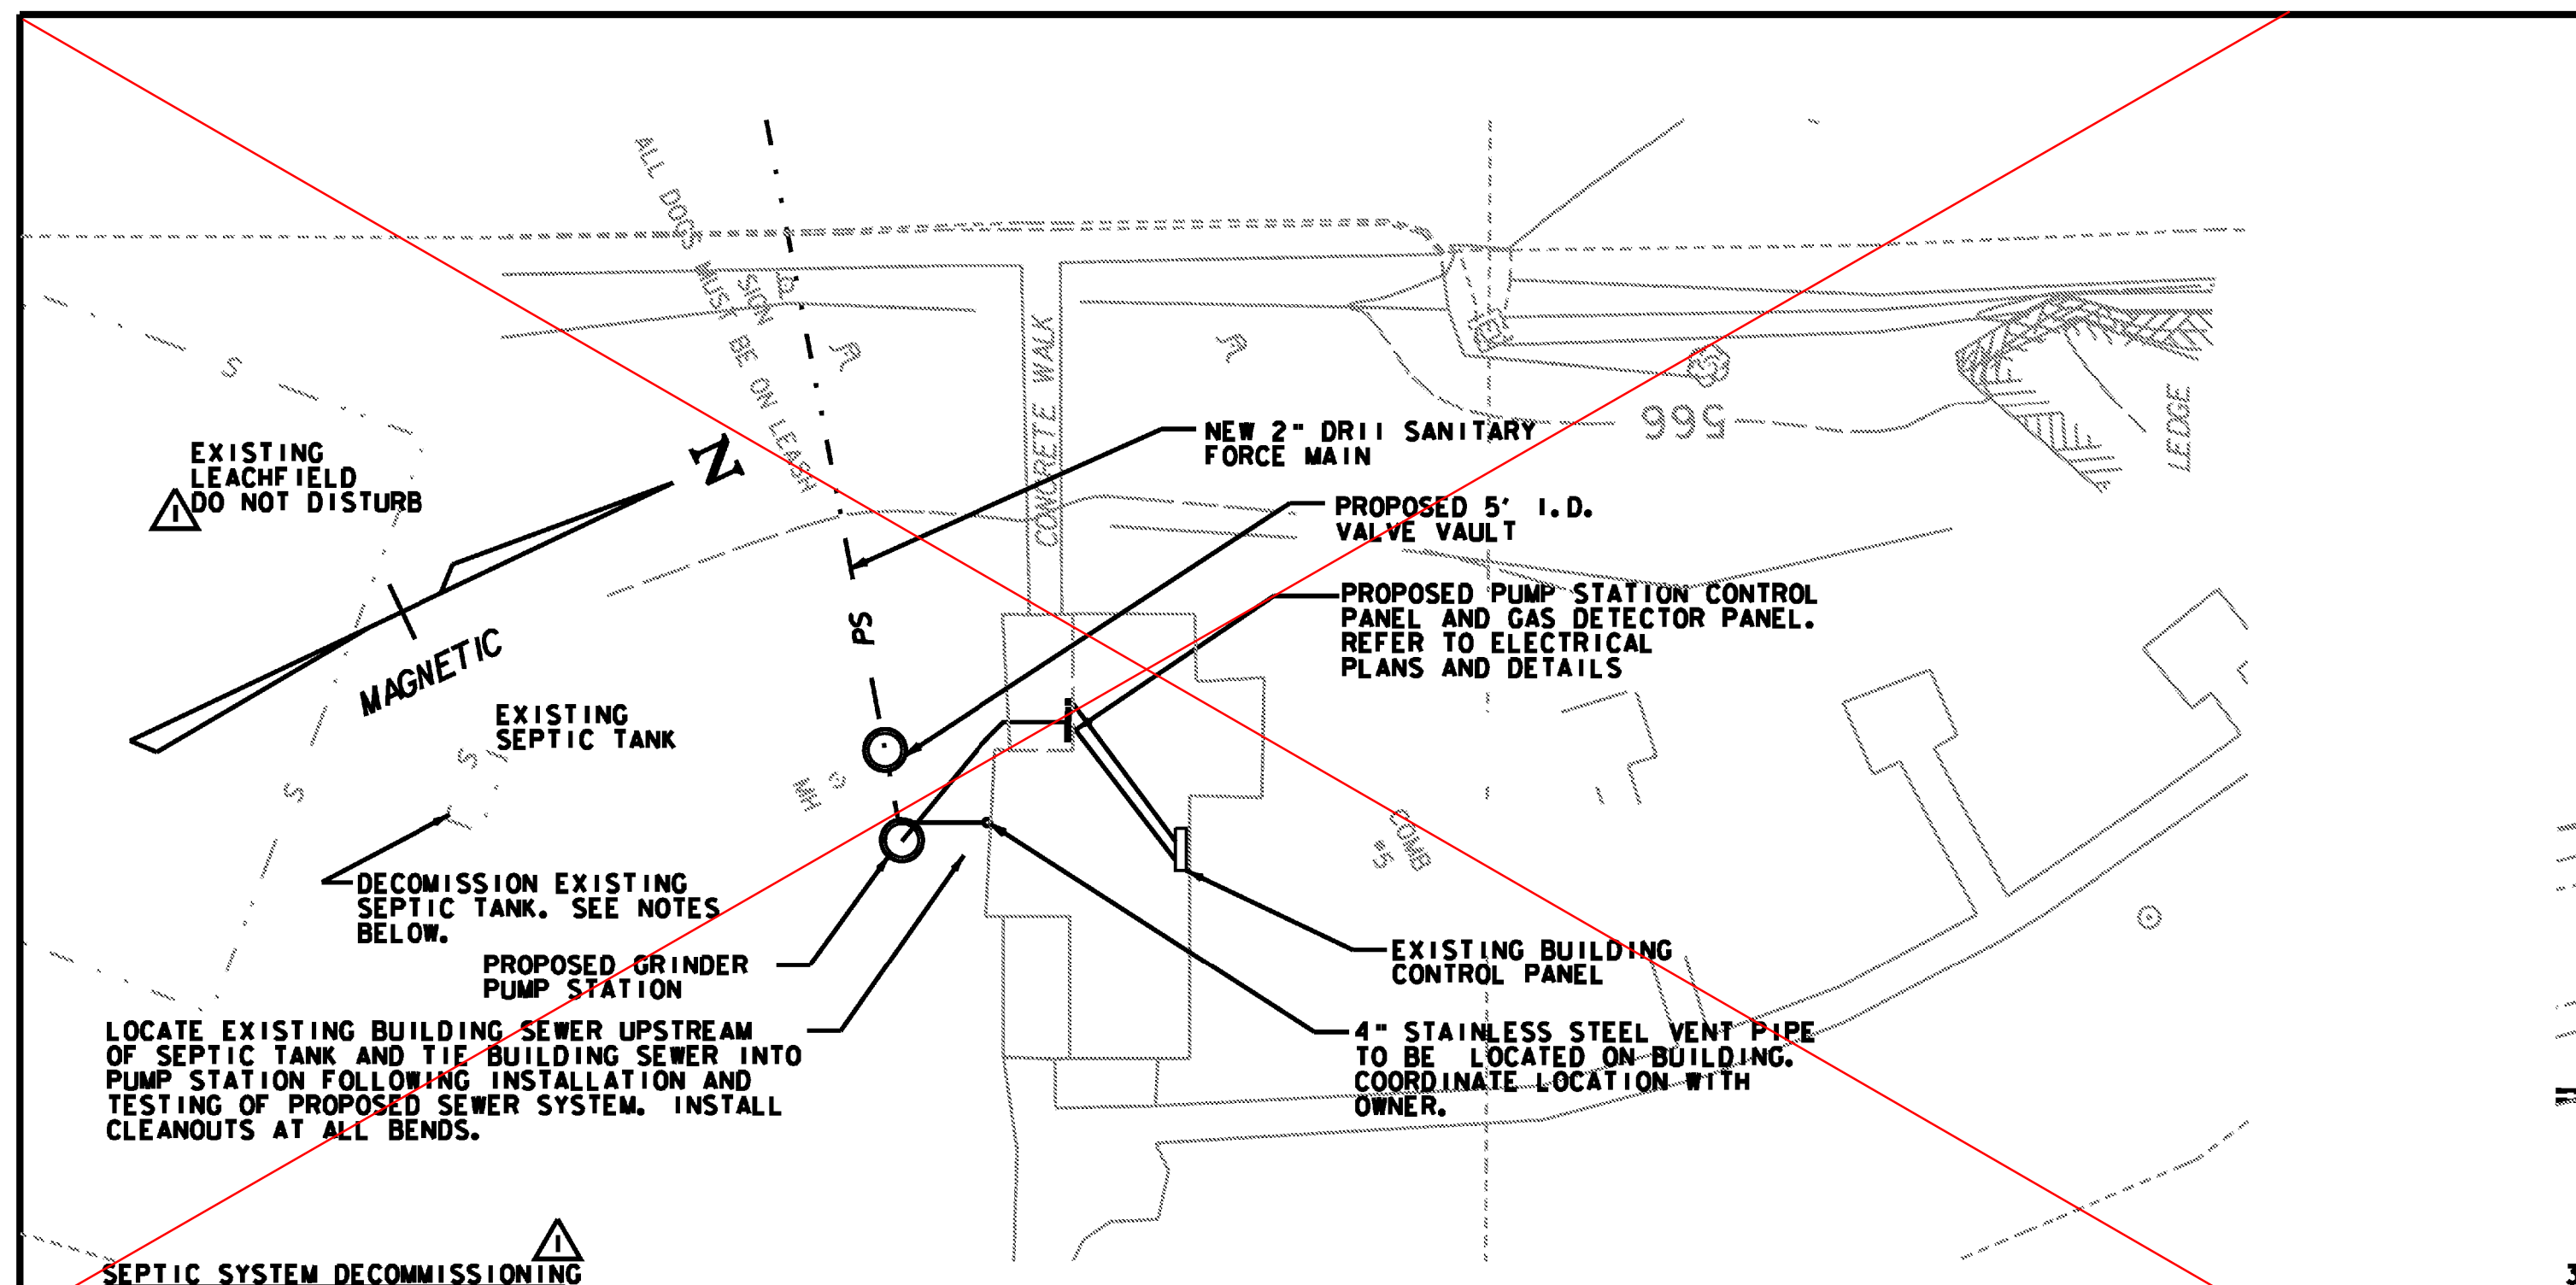 ALL DOGS MUST BE ON LEASH
SIGN
CONCRETE WALK
S
566
LEDGE
EXISTING
LEACHFIELD
DO NOT DISTURB
1
N
MAGNETIC
NEW 2" DR11 SANITARY
FORCE MAIN
PROPOSED 5' I.D.
VALVE VAULT
PROPOSED PUMP STATION CONTROL
PANEL AND GAS DETECTOR PANEL.
REFER TO ELECTRICAL
PLANS AND DETAILS
PS
EXISTING
SEPTIC TANK
S
S
MH
COMB
DECOMISSION EXISTING
SEPTIC TANK. SEE NOTES
BELOW.
PROPOSED GRINDER
PUMP STATION
EXISTING BUILDING
CONTROL PANEL
LOCATE EXISTING BUILDING SEWER UPSTREAM
OF SEPTIC TANK AND TIE BUILDING SEWER INTO
PUMP STATION FOLLOWING INSTALLATION AND
TESTING OF PROPOSED SEWER SYSTEM. INSTALL
CLEANOUTS AT ALL BENDS.
4" STAINLESS STEEL VENT PIPE
TO BE LOCATED ON BUILDING.
COORDINATE LOCATION WITH
OWNER.
1
SEPTIC SYSTEM DECOMMISSIONING